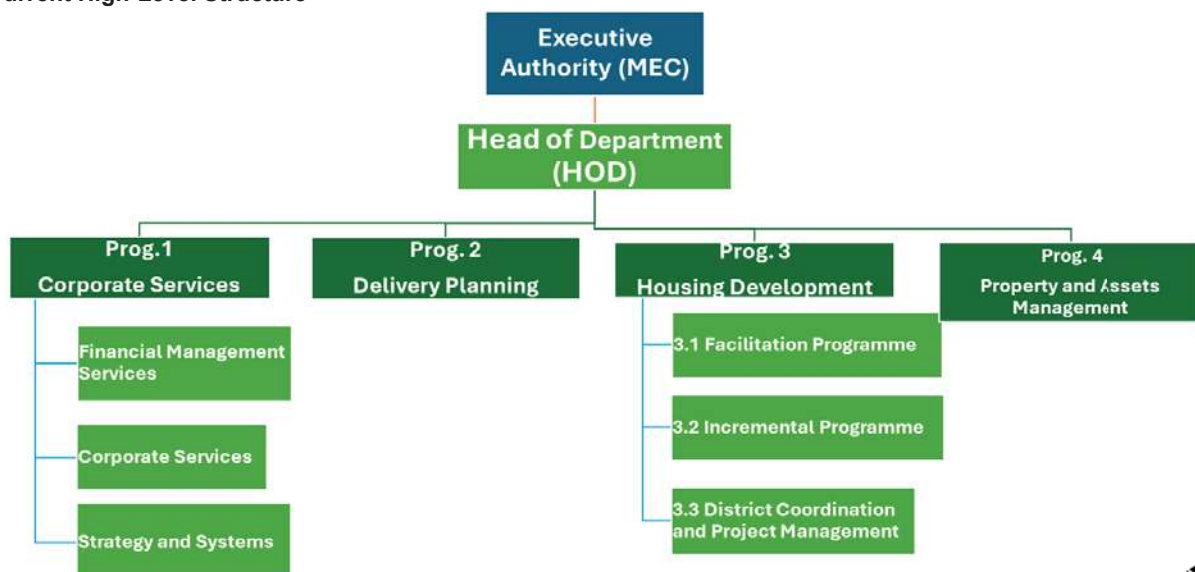 Executive
Authority (MEC)
Head of Department
(HOD)
Prog.1
Corporate Services
Prog. 2
Delivery Planning
Prog. 3
Housing Development
Prog. 4
Property and Assets
Management
Financial Management
Services
Corporate Services
Strategy and Systems
3.1 Facilitation Programme
3.2 Incremental Programme
3.3 District Coordination
and Project Management